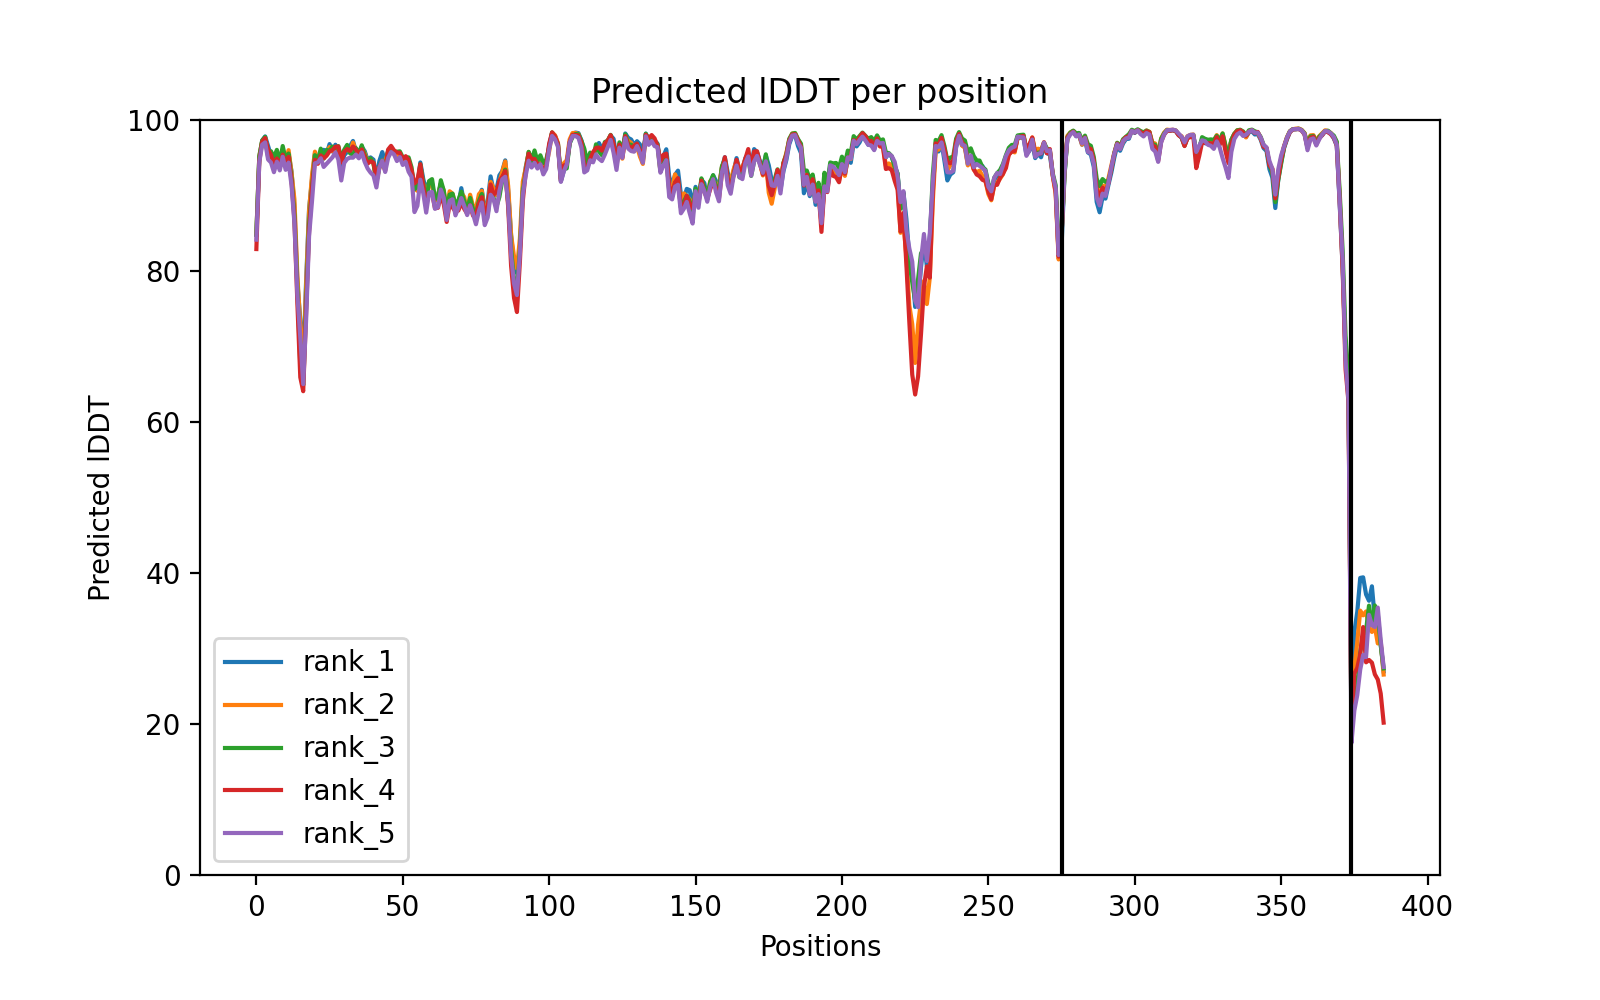 Predicted lDDT per position
100
80
60
40
20
0
Predicted lDDT
rank_1
rank_2
rank_3
rank_4
rank_5
0 50 100 150 200 250 300 350 400
Positions